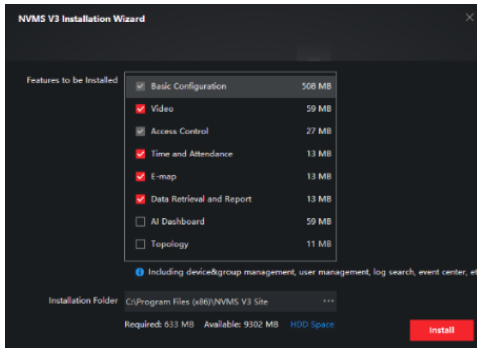 NVMS V3 Installation Wizard
Features to be Installed
Basic Configuration 508 MB
Video 59 MB
Access Control 27 MB
Time and Attendance 13 MB
E-map 13 MB
Data Retrieval and Report 13 MB
AI Dashboard 59 MB
Topology 11 MB
Including device&group management, user management, log search, event center, et
Installation Folder C:\Program Files (x86)\NVMS V3 Site ...
Required: 633 MB Available: 9302 MB HDD Space
Install